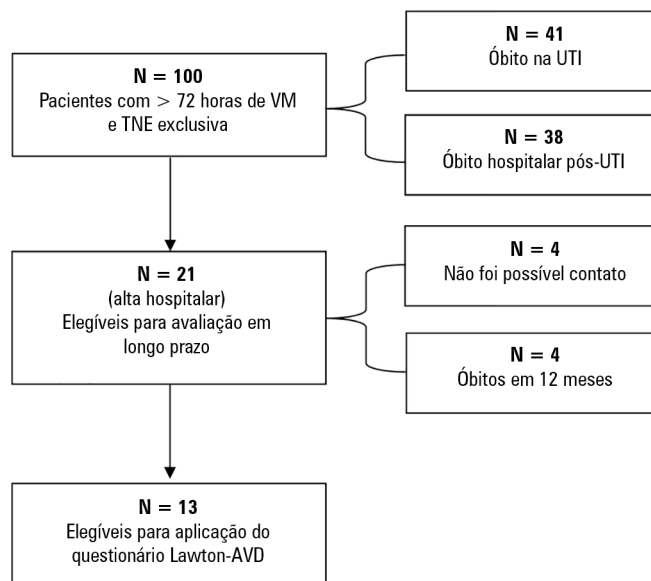 N = 100
Pacientes com > 72 horas de VM
e TNE exclusiva
N = 41
Óbito na UTI
N = 38
Óbito hospitalar pós-UTI
N = 21
(alta hospitalar)
Elegíveis para avaliação em
longo prazo
N = 4
Não foi possível contato
N = 4
Óbitos em 12 meses
N = 13
Elegíveis para aplicação do
questionário Lawton-AVD